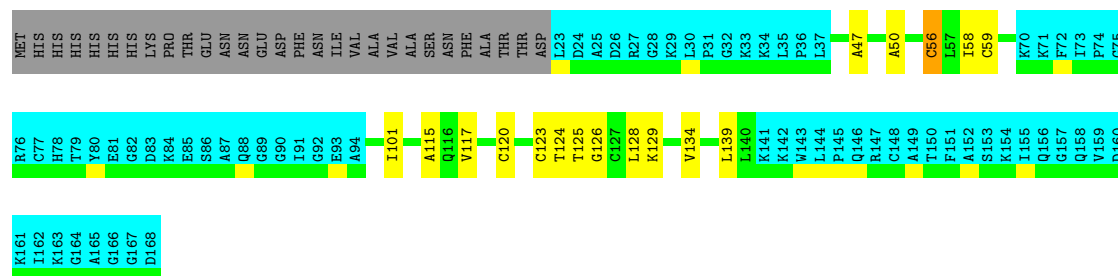 MET HIS HIS HIS HIS HIS HIS LYS PRO THR GLU ASN ASN GLU ASP PHE ASN ILE VAL ALA VAL ALA SER ASN PHE ALA THR THR ASP L23 D24 A25 D26 R27 G28 K29 L30 P31 G32 K33 K34 L35 P36 L37 A47 A50 C56 L57 I58 C59 K70 K71 F72 I73 P74 G75
R76 C77 H78 T79 Y80 E81 G82 D83 K84 E85 S86 A87 Q88 G89 G90 I91 G92 E93 A94 I101 A115 Q116 V117 C120 C123 T124 T125 G126 C127 L128 K129 V134 L139 L140 K141 K142 W143 L144 P145 Q146 R147 C148 A149 T150 F151 A152 S153 K154 I155 Q156 G157 Q158 V159 D160
K161 I162 K163 G164 A165 G166 G167 D168